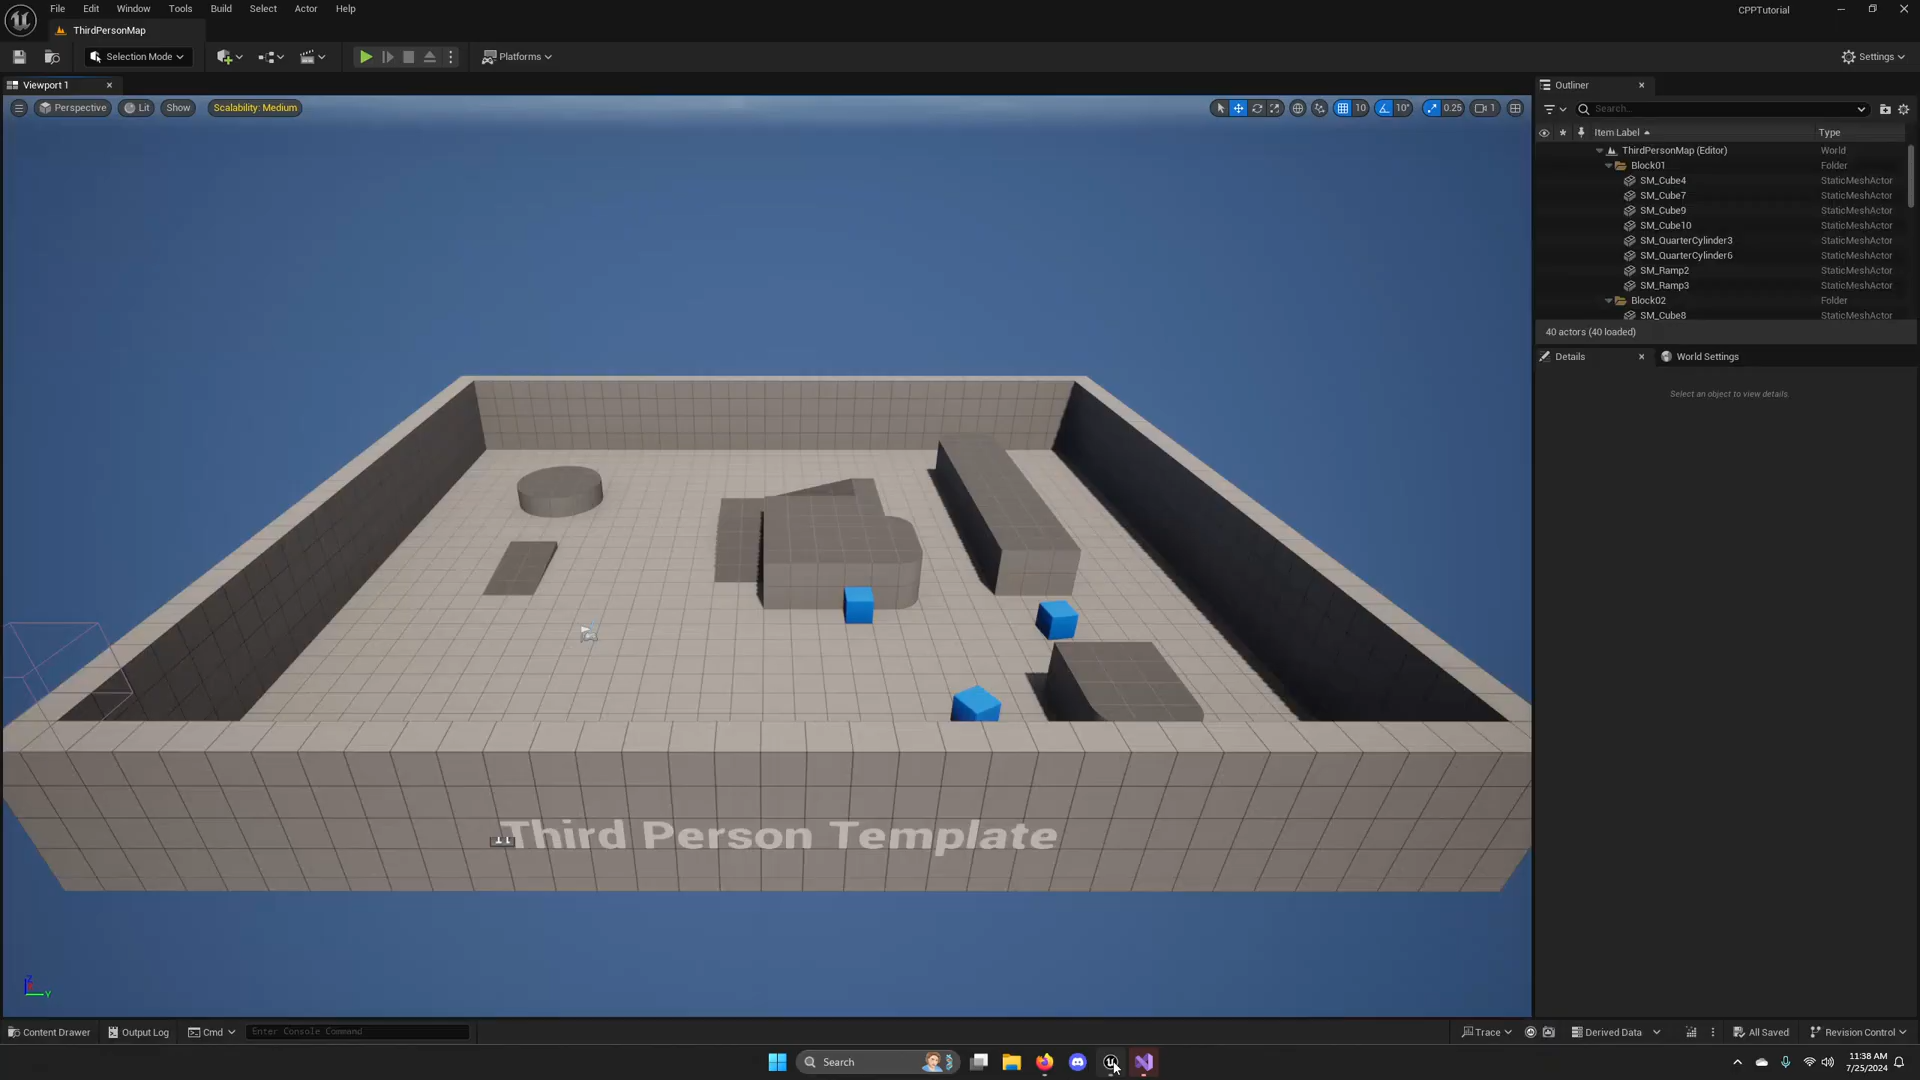 File Edit Window Tools Build Select Actor Help
CPPTutorial
ThirdPersonMap
Selection Mode
Platforms
Settings
Viewport 1
Outliner
Perspective
Lit
Show
Scalability: Medium
10
10°
0.25
1
Search...
Item Label
Type
ThirdPersonMap (Editor) World
Block01 Folder
SM_Cube4 StaticMeshActor
SM_Cube7 StaticMeshActor
SM_Cube9 StaticMeshActor
SM_Cube10 StaticMeshActor
SM_QuarterCylinder3 StaticMeshActor
SM_QuarterCylinder6 StaticMeshActor
SM_Ramp2 StaticMeshActor
SM_Ramp3 StaticMeshActor
Block02 Folder
SM_Cube8 StaticMeshActor
40 actors (40 loaded)
Details
World Settings
Select an object to view details.
Third Person Template
Z
Y
Content Drawer
Output Log
Cmd
Enter Console Command
Trace
Derived Data
All Saved
Revision Control
Search
11:38 AM
7/25/2024